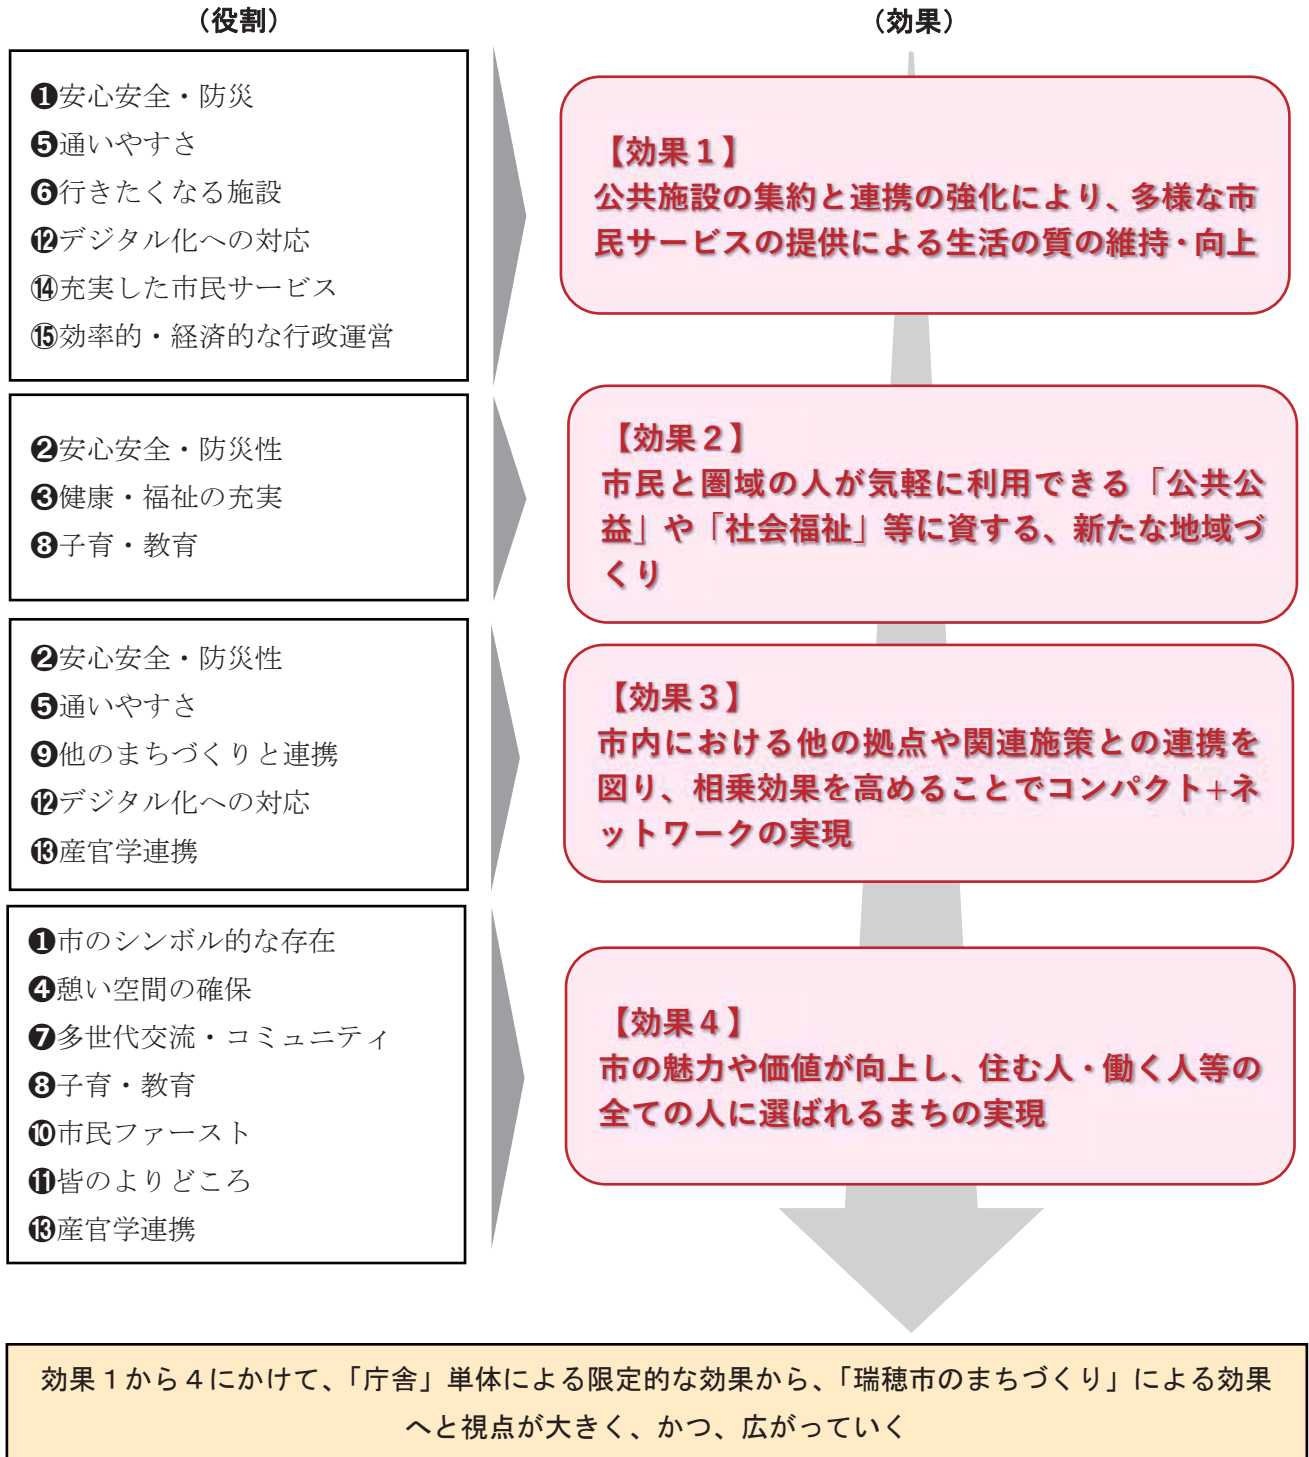 （役割）
❶安心安全・防災
❺通いやすさ
❻行きたくなる施設
⓬デジタル化への対応
⓮充実した市民サービス
⓯効率的・経済的な行政運営
❷安心安全・防災性
❸健康・福祉の充実
❽子育・教育
❷安心安全・防災性
❺通いやすさ
❾他のまちづくりと連携
⓬デジタル化への対応
⓭産官学連携
❶市のシンボル的な存在
❹憩い空間の確保
❼多世代交流・コミュニティ
❽子育・教育
❿市民ファースト
⓫皆のよりどころ
⓭産官学連携
（効果）
【効果１】
公共施設の集約と連携の強化により、多様な市
民サービスの提供による生活の質の維持・向上
【効果２】
市民と圏域の人が気軽に利用できる「公共公
益」や「社会福祉」等に資する、新たな地域づ
くり
【効果３】
市内における他の拠点や関連施策との連携を
図り、相乗効果を高めることでコンパクト+ネ
ットワークの実現
【効果４】
市の魅力や価値が向上し、住む人・働く人等の
全ての人に選ばれるまちの実現
効果１から４にかけて、「庁舎」単体による限定的な効果から、「瑞穂市のまちづくり」による効果
へと視点が大きく、かつ、広がっていく